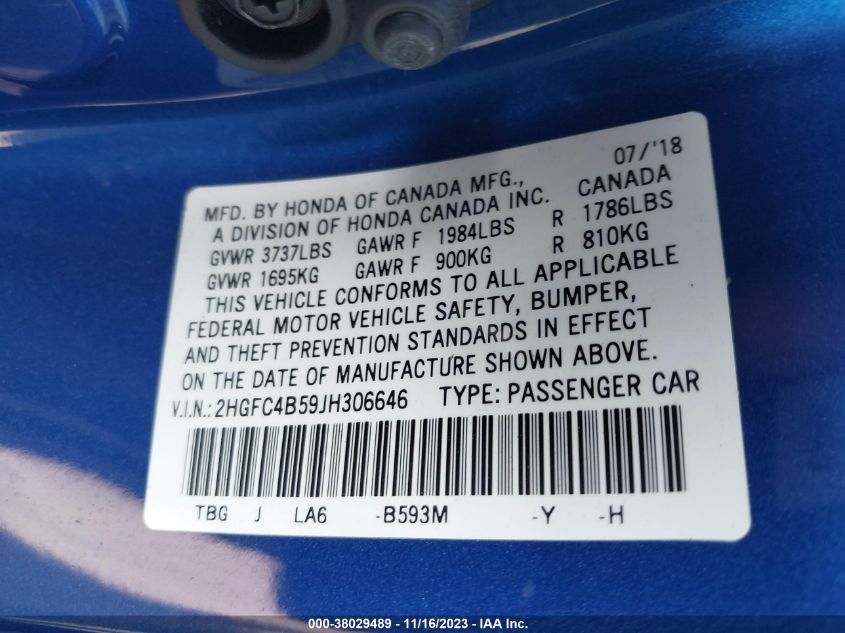 07/'18
MFD. BY HONDA OF CANADA MFG.,
A DIVISION OF HONDA CANADA INC. CANADA
GVWR 3737LBS GAWR F 1984LBS R 1786LBS
GVWR 1695KG GAWR F 900KG R 810KG
THIS VEHICLE CONFORMS TO ALL APPLICABLE
FEDERAL MOTOR VEHICLE SAFETY, BUMPER,
AND THEFT PREVENTION STANDARDS IN EFFECT
ON THE DATE OF MANUFACTURE SHOWN ABOVE.
V.I.N.: 2HGFC4B59JH306646 TYPE: PASSENGER CAR
TBG J LA6 -B593M -Y -H
000-38029489 - 11/16/2023 - IAA Inc.